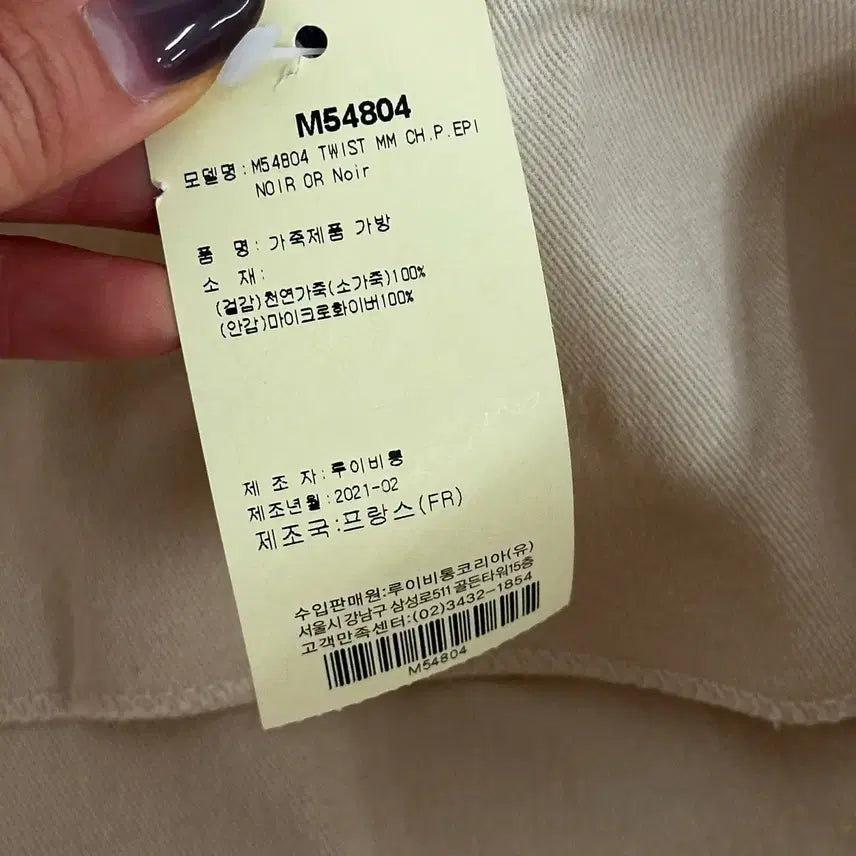 M54804
모델명:M54804 TWIST MM CH.P.EPI
NOIR OR Noir
품 명: 가죽제품 가방
소 재:
(겉감)천연가죽(소가죽)100%
(안감)마이크로화이버100%
제 조 자:루이비통
제조년월:2021-02
제조국:프랑스(FR)
수입판매원:루이비통코리아(유)
서울시 강남구 삼성로511 골든타워15층
고객만족센터:(02)3432-1854
M54804